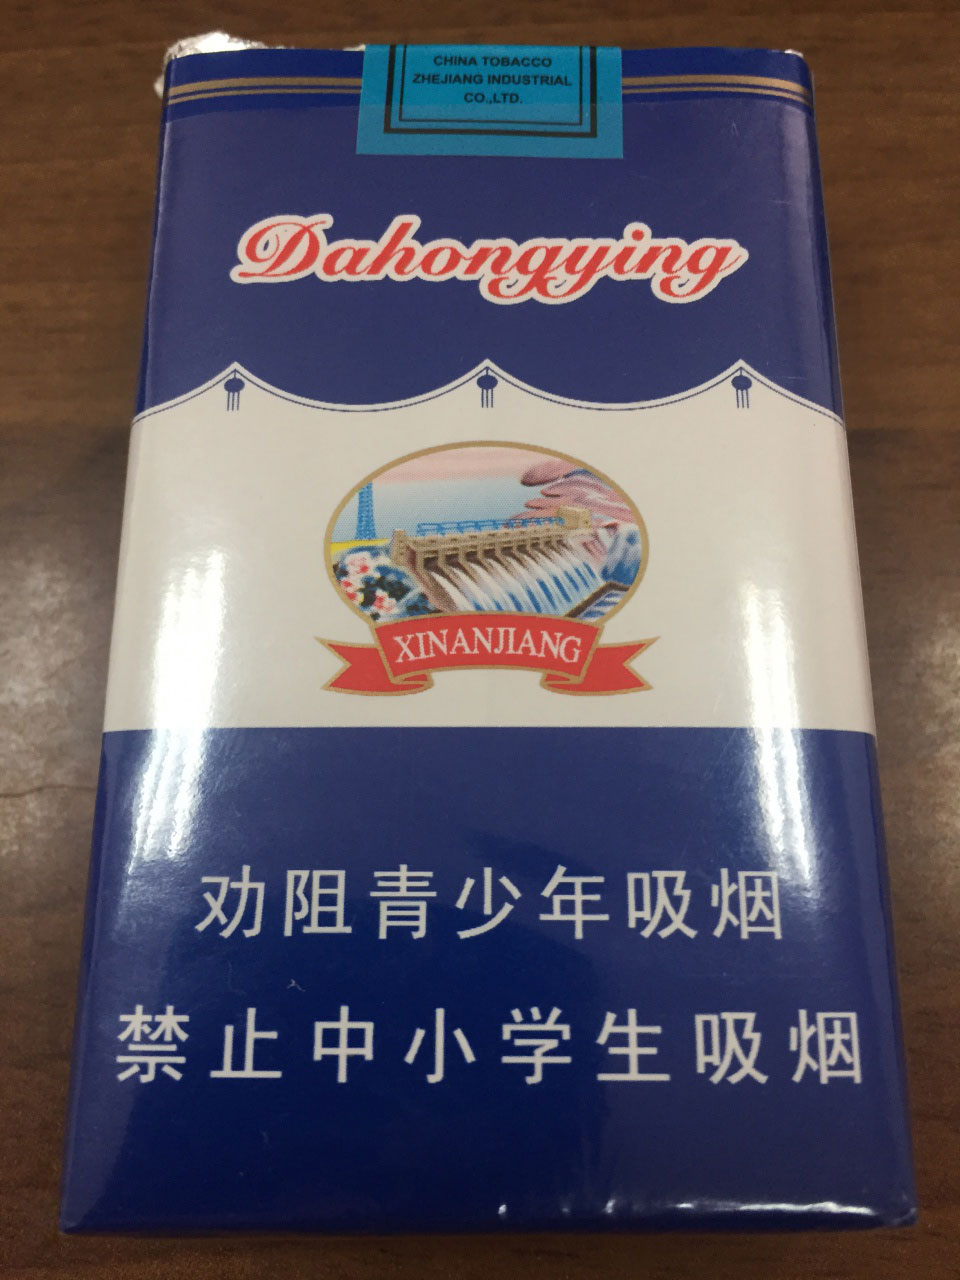 CHINA TOBACCO
ZHEJIANG INDUSTRIAL
CO.,LTD.
Dahongying
XINANJIANG
劝阻青少年吸烟
禁止中小学生吸烟